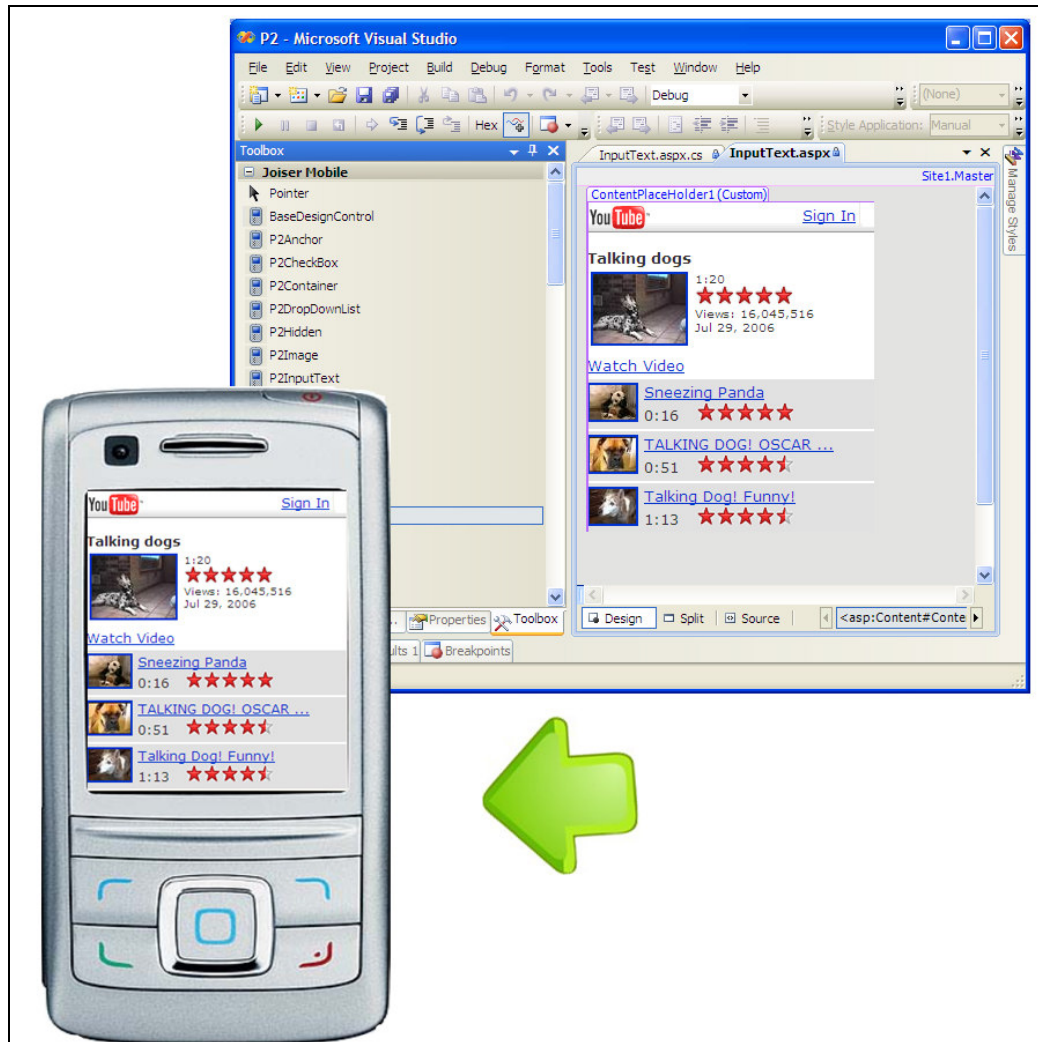 P2 - Microsoft Visual Studio
File Edit View Project Build Debug Format Tools Test Window Help
Debug (None)
Hex Style Application: Manual
Toolbox
Joiser Mobile
Pointer
BaseDesignControl
P2Anchor
P2CheckBox
P2Container
P2DropDownList
P2Hidden
P2Image
P2InputText
InputText.aspx.cs InputText.aspx
Site1.Master
Manage Styles
ContentPlaceHolder1 (Custom)
YouTube Sign In
Talking dogs
1:20
Views: 16,045,516
Jul 29, 2006
Watch Video
Sneezing Panda
0:16
TALKING DOG! OSCAR ...
0:51
Talking Dog! Funny!
1:13
.. Properties Toolbox
Design Split Source <asp:Content#Conte
ults 1 Breakpoints
YouTube Sign In
Talking dogs
1:20
Views: 16,045,516
Jul 29, 2006
Watch Video
Sneezing Panda
0:16
TALKING DOG! OSCAR ...
0:51
Talking Dog! Funny!
1:13